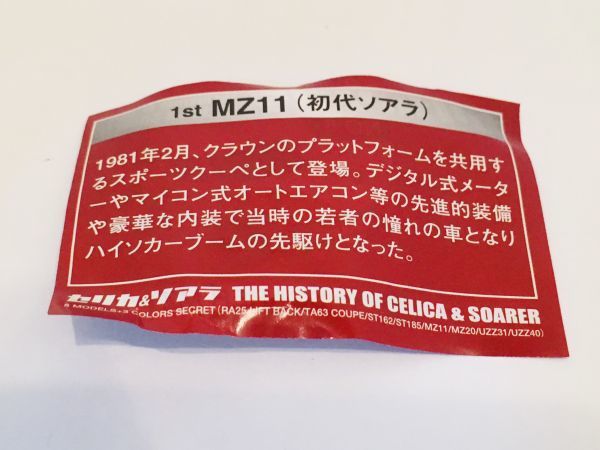 1st MZ11 (初代ソアラ)
1981年2月、クラウンのプラットフォームを共用す
るスポーツクーペとして登場。デジタル式メータ
ーやマイコン式オートエアコン等の先進的装備
や豪華な内装で当時の若者の憧れの車となり
ハイソカーブームの先駆けとなった。
セリカ&ソアラ THE HISTORY OF CELICA & SOARER
8 MODELS+3 COLORS SECRET (RA25 LIFT BACK/TA63 COUPE/ST162/ST185/MZ11/MZ20/UZZ31/UZZ40)